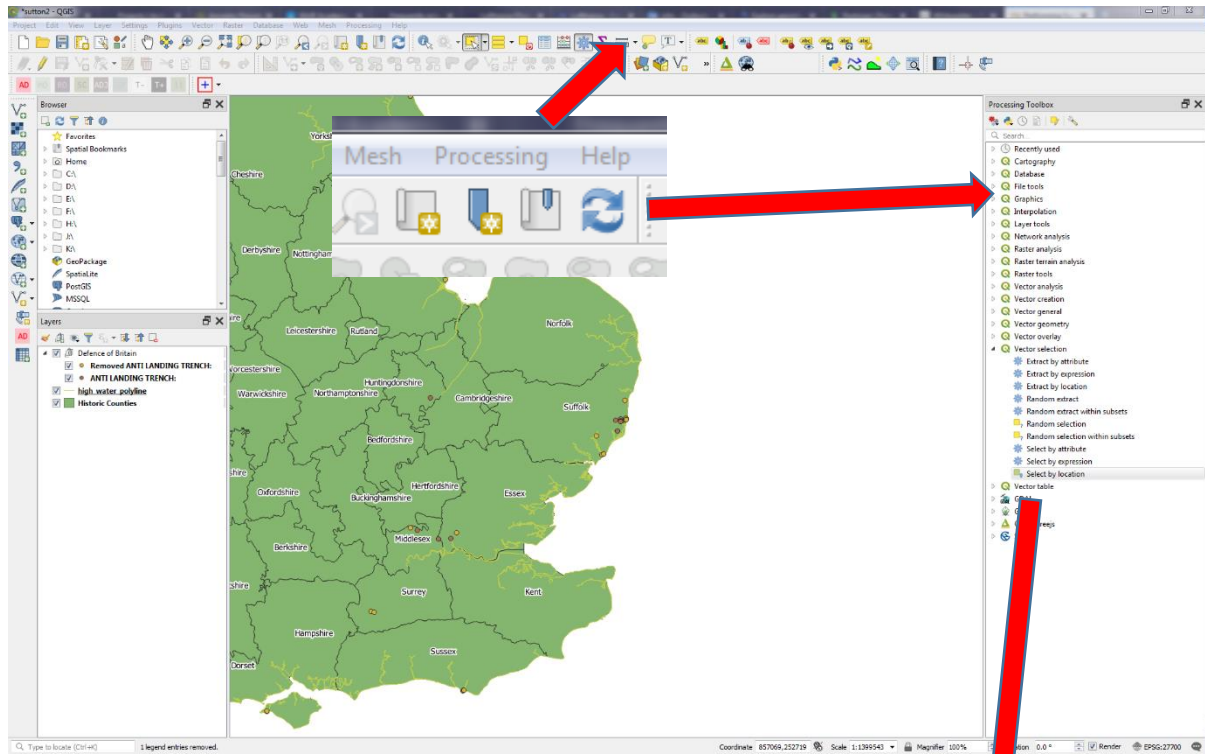 *sutton2 - QGIS
Project Edit View Layer Settings Plugins Vector Raster Database Web Mesh Processing Help
Browser
Favorites
Spatial Bookmarks
Home
C:\
D:\
E:\
F:\
H:\
J:\
K:\
GeoPackage
SpatiaLite
PostGIS
MSSQL
Layers
Defence of Britain
Removed ANTI LANDING TRENCH:
ANTI LANDING TRENCH:
high_water_polyline
Historic Counties
Mesh Processing Help
Cheshire
Derbyshire
Leicestershire
Rutland
Norfolk
Warwickshire
Northamptonshire
Huntingdonshire
Cambridgeshire
Suffolk
Bedfordshire
Oxfordshire
Buckinghamshire
Hertfordshire
Essex
Middlesex
Berkshire
Surrey
Kent
Hampshire
Sussex
Dorset
Processing Toolbox
Search...
Recently used
Cartography
Database
File tools
Graphics
Interpolation
Layer tools
Network analysis
Raster analysis
Raster terrain analysis
Raster tools
Vector analysis
Vector creation
Vector general
Vector geometry
Vector overlay
Vector selection
Extract by attribute
Extract by expression
Extract by location
Random extract
Random extract within subsets
Random selection
Random selection within subsets
Select by attribute
Select by expression
Select by location
Vector table
Type to locate (Ctrl+K) 1 legend entries removed. Coordinate 857069,252719 Scale 1:1399543 Magnifier 100% 0.0 ° Render EPSG:27700